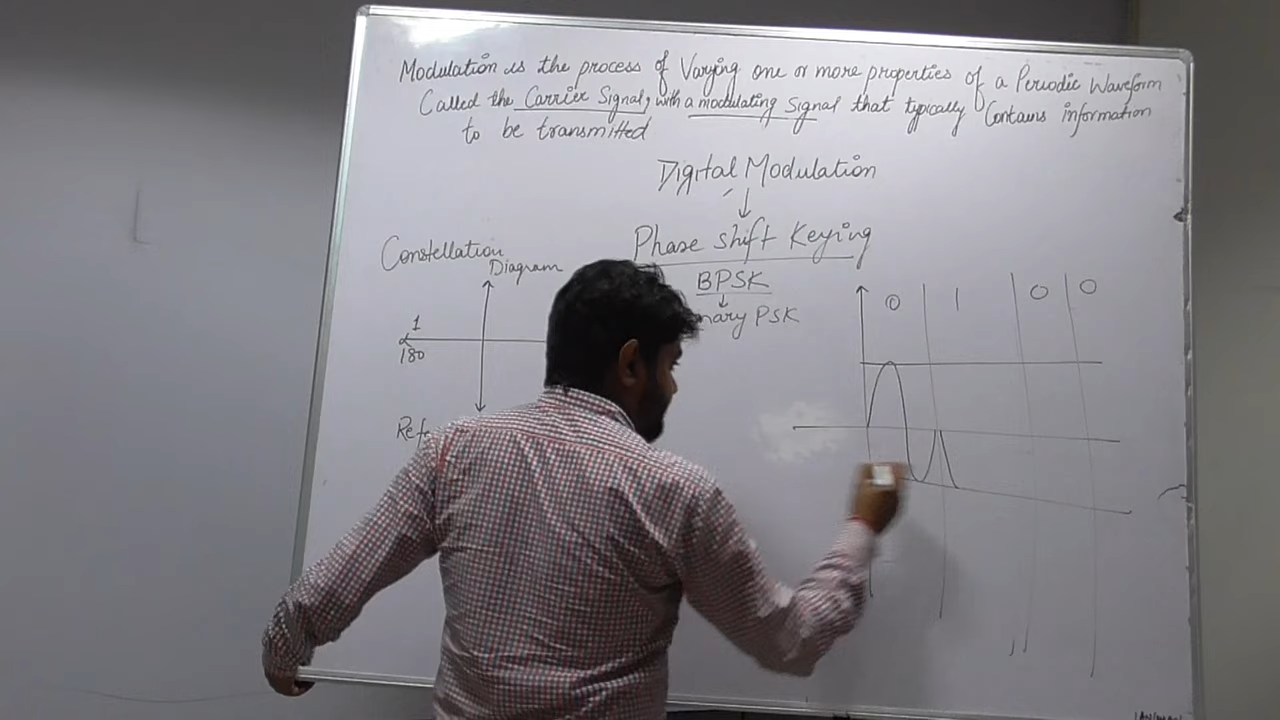 Modulation is the process of Varying one or more properties of a Periodic Waveform
Called the Carrier Signal, with a modulating signal that typically Contains information
to be transmitted
Digital Modulation
Phase Shift Keying
Constellation
Diagram
BPSK
nary PSK
1
180
Refe
0 1 0 0